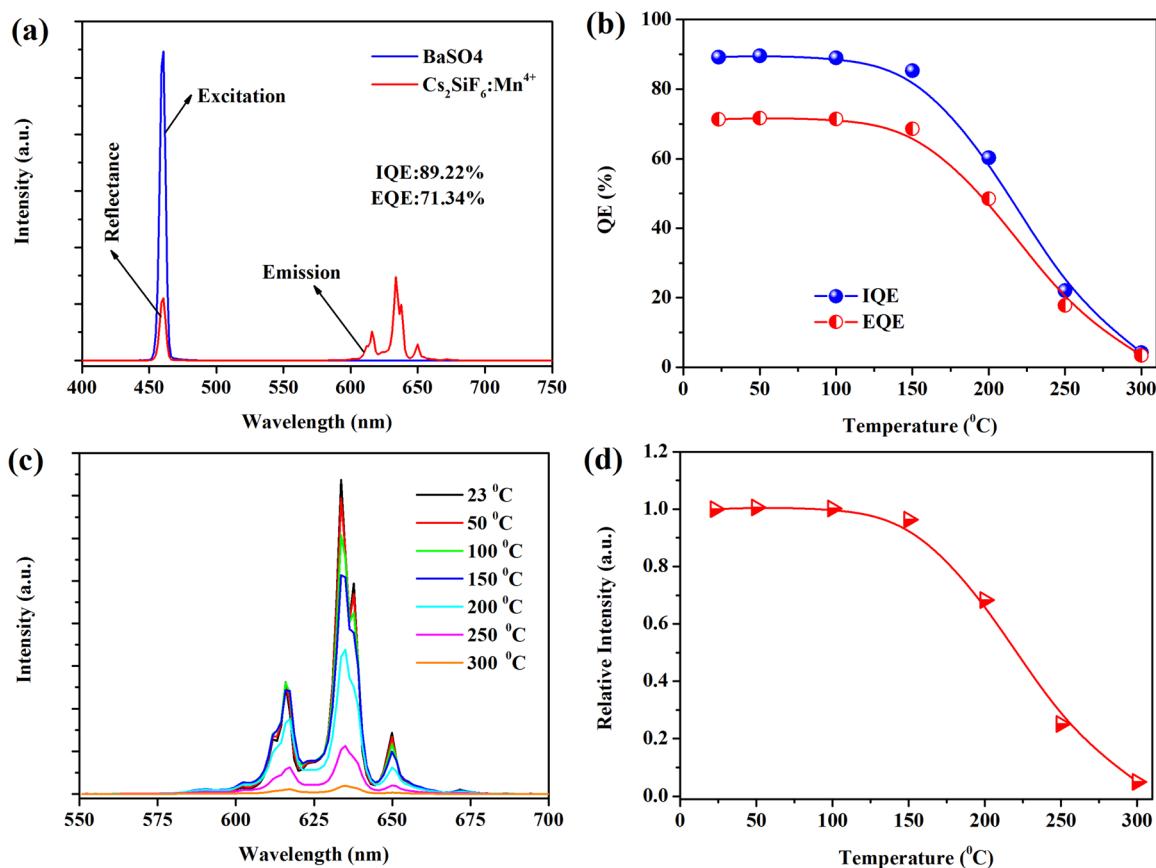 (a)
BaSO4
Cs₂SiF₆:Mn⁴⁺
Excitation
Reflectance
IQE:89.22%
EQE:71.34%
Emission
Intensity (a.u.)
400 450 500 550 600 650 700 750
Wavelength (nm)
(b)
100
80
60
40
20
0
QE (%)
IQE
EQE
0 50 100 150 200 250 300
Temperature (⁰C)
(c)
23 ⁰C
50 ⁰C
100 ⁰C
150 ⁰C
200 ⁰C
250 ⁰C
300 ⁰C
Intensity (a.u.)
550 575 600 625 650 675 700
Wavelength (nm)
(d)
1.2
1.0
0.8
0.6
0.4
0.2
0.0
Relative Intensity (a.u.)
0 50 100 150 200 250 300
Temperature (⁰C)